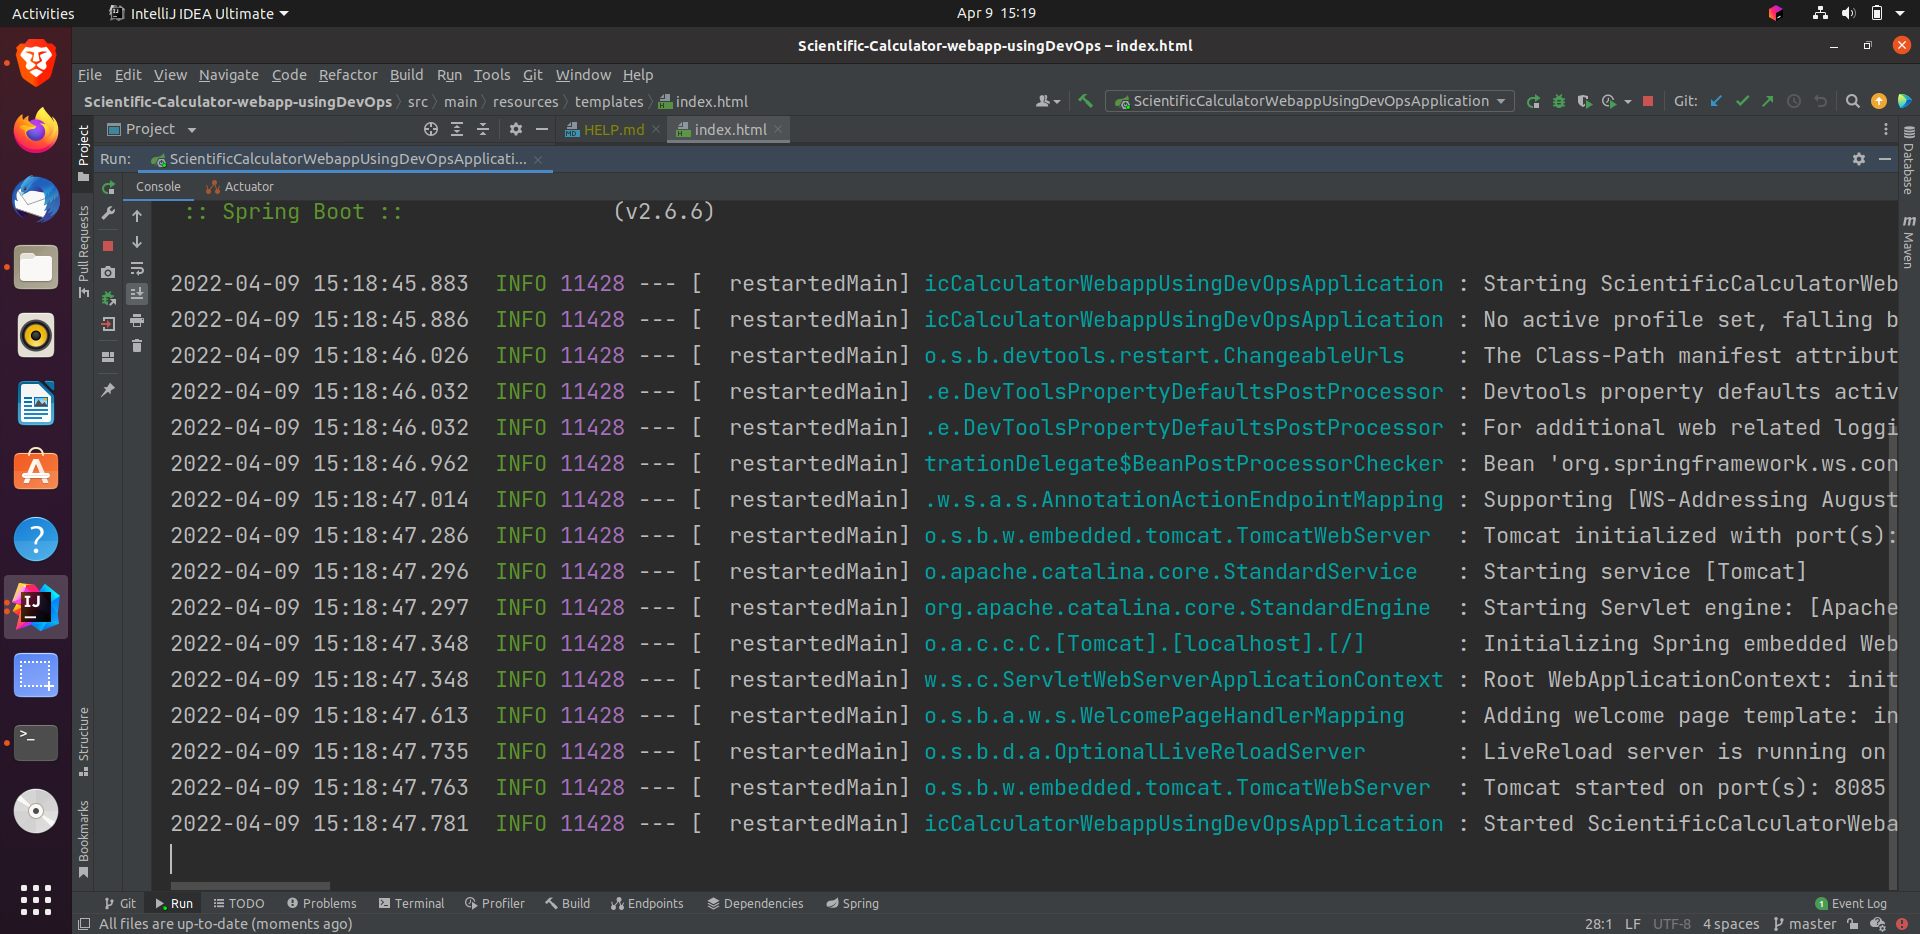 Activities IntelliJ IDEA Ultimate Apr 9 15:19
Scientific-Calculator-webapp-usingDevOps – index.html
File Edit View Navigate Code Refactor Build Run Tools Git Window Help
Scientific-Calculator-webapp-usingDevOps src main resources templates index.html ScientificCalculatorWebappUsingDevOpsApplication Git:
Project HELP.md index.html
Run: ScientificCalculatorWebappUsingDevOpsApplicati...
Console Actuator
:: Spring Boot :: (v2.6.6)
2022-04-09 15:18:45.883 INFO 11428 --- [ restartedMain] icCalculatorWebappUsingDevOpsApplication : Starting ScientificCalculatorWeb
2022-04-09 15:18:45.886 INFO 11428 --- [ restartedMain] icCalculatorWebappUsingDevOpsApplication : No active profile set, falling b
2022-04-09 15:18:46.026 INFO 11428 --- [ restartedMain] o.s.b.devtools.restart.ChangeableUrls : The Class-Path manifest attribut
2022-04-09 15:18:46.032 INFO 11428 --- [ restartedMain] .e.DevToolsPropertyDefaultsPostProcessor : Devtools property defaults activ
2022-04-09 15:18:46.032 INFO 11428 --- [ restartedMain] .e.DevToolsPropertyDefaultsPostProcessor : For additional web related loggi
2022-04-09 15:18:46.962 INFO 11428 --- [ restartedMain] trationDelegate$BeanPostProcessorChecker : Bean 'org.springframework.ws.con
2022-04-09 15:18:47.014 INFO 11428 --- [ restartedMain] .w.s.a.s.AnnotationActionEndpointMapping : Supporting [WS-Addressing August
2022-04-09 15:18:47.286 INFO 11428 --- [ restartedMain] o.s.b.w.embedded.tomcat.TomcatWebServer : Tomcat initialized with port(s):
2022-04-09 15:18:47.296 INFO 11428 --- [ restartedMain] o.apache.catalina.core.StandardService : Starting service [Tomcat]
2022-04-09 15:18:47.297 INFO 11428 --- [ restartedMain] org.apache.catalina.core.StandardEngine : Starting Servlet engine: [Apache
2022-04-09 15:18:47.348 INFO 11428 --- [ restartedMain] o.a.c.c.C.[Tomcat].[localhost].[/] : Initializing Spring embedded Web
2022-04-09 15:18:47.348 INFO 11428 --- [ restartedMain] w.s.c.ServletWebServerApplicationContext : Root WebApplicationContext: init
2022-04-09 15:18:47.613 INFO 11428 --- [ restartedMain] o.s.b.a.w.s.WelcomePageHandlerMapping : Adding welcome page template: in
2022-04-09 15:18:47.735 INFO 11428 --- [ restartedMain] o.s.b.d.a.OptionalLiveReloadServer : LiveReload server is running on
2022-04-09 15:18:47.763 INFO 11428 --- [ restartedMain] o.s.b.w.embedded.tomcat.TomcatWebServer : Tomcat started on port(s): 8085
2022-04-09 15:18:47.781 INFO 11428 --- [ restartedMain] icCalculatorWebappUsingDevOpsApplication : Started ScientificCalculatorWeba
Project
Pull Requests
Structure
Bookmarks
Database
m Maven
Git Run TODO Problems Terminal Profiler Build Endpoints Dependencies Spring 1 Event Log
All files are up-to-date (moments ago) 28:1 LF UTF-8 4 spaces master